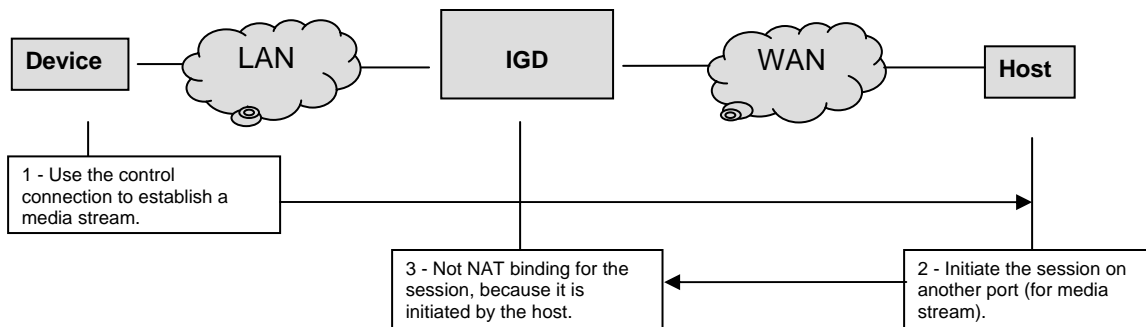 Device
LAN
IGD
WAN
Host
1 - Use the control
connection to establish a
media stream.
3 - Not NAT binding for the
session, because it is
initiated by the host.
2 - Initiate the session on
another port (for media
stream).